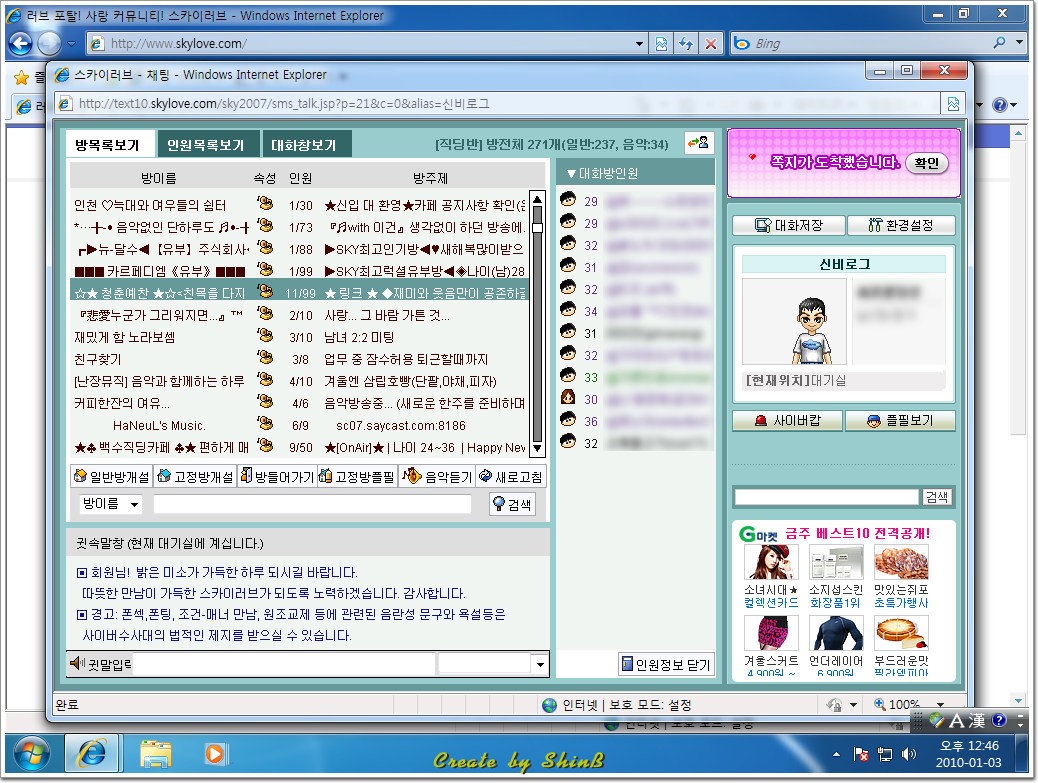 러브 포탈! 사랑 커뮤니티! 스카이러브 - Windows Internet Explorer
http://www.skylove.com/
Bing
스카이러브 - 채팅 - Windows Internet Explorer
http://text10.skylove.com/sky2007/sms_talk.jsp?p=21&c=0&alias=신비로그
방목록보기 인원목록보기 대화창보기 [직딩반] 방전체 271개(일반:237, 음악:34)
방이름 속성 인원 방주제
인천 ♡늑대와 여우들의 쉼터 1/30 ★신입 대 환영★카페 공지사항 확인(온
*…╂-● 음악없인 단하루도 ♬●-╂ 1/73 『♬with 이건』생각없이 하던 방송에...
┏▶뉴-달수◀【유부】주식회사· 1/88 ▶SKY최고인기방◀♥새해복많이받으
■■■ 카르페디엠《유부》■■■ 1/99 ▶SKY최고럭셜유부방◀◈나이(남)28
☆★ 청춘예찬 ★☆<친목을 다지 11/99 ★ 링크 ★ ◆재미와 웃음만이 공존하는
『悲愛누군가 그리워지면...』™ 2/10 사랑... 그 바람 가튼 것...
재밌게 함 노라보셈 3/10 남녀 2:2 미팅
친구찾기 3/8 업무 중 잠수허용 퇴근할때까지
[난장뮤직] 음악과 함께하는 하루 4/10 겨울엔 삼립호빵(단팥,야채,피자)
커피한잔의 여유... 4/6 음악방송중... (새로운 한주를 준비하며
HaNeuL's Music. 6/9 sc07.saycast.com:8186
★♣ 백수직딩카페 ♣★ 편하게 매 9/50 ★[OnAir]★ | 나이 24~36 | Happy Nev
일반방개설 고정방개설 방들어가기 고정방플필 음악듣기 새로고침
방이름 검색
귓속말창 (현재 대기실에 계십니다.)
▣ 회원님! 밝은 미소가 가득한 하루 되시길 바랍니다.
따뜻한 만남이 가득한 스카이러브가 되도록 노력하겠습니다. 감사합니다.
▣ 경고: 폰섹,폰팅, 조건-매너 만남, 원조교제 등에 관련된 음란성 문구와 욕설등은
사이버수사대의 법적인 제지를 받으실 수 있습니다.
귓말입력
▼대화방인원
29
29
32
31
32
34
31
32
33
30
36
32
인원정보 닫기
쪽지가 도착했습니다. 확인
대화저장 환경설정
신비로그
[현재위치]대기실
사이버캅 플필보기
검색
G마켓 금주 베스트10 전격공개!
소녀시대★ 소지섭스킨 맛있는쥐포
컬렉션카드 화장품1위 초특가행사
겨울스커트 언더레이어 부드러운맛
4,900원 ~ 6,900원 필라델피아
완료 인터넷 | 보호 모드: 설정 100%
인터넷 | 보호 모드: 설정
A 漢
Create by ShinB
오후 12:46
2010-01-03